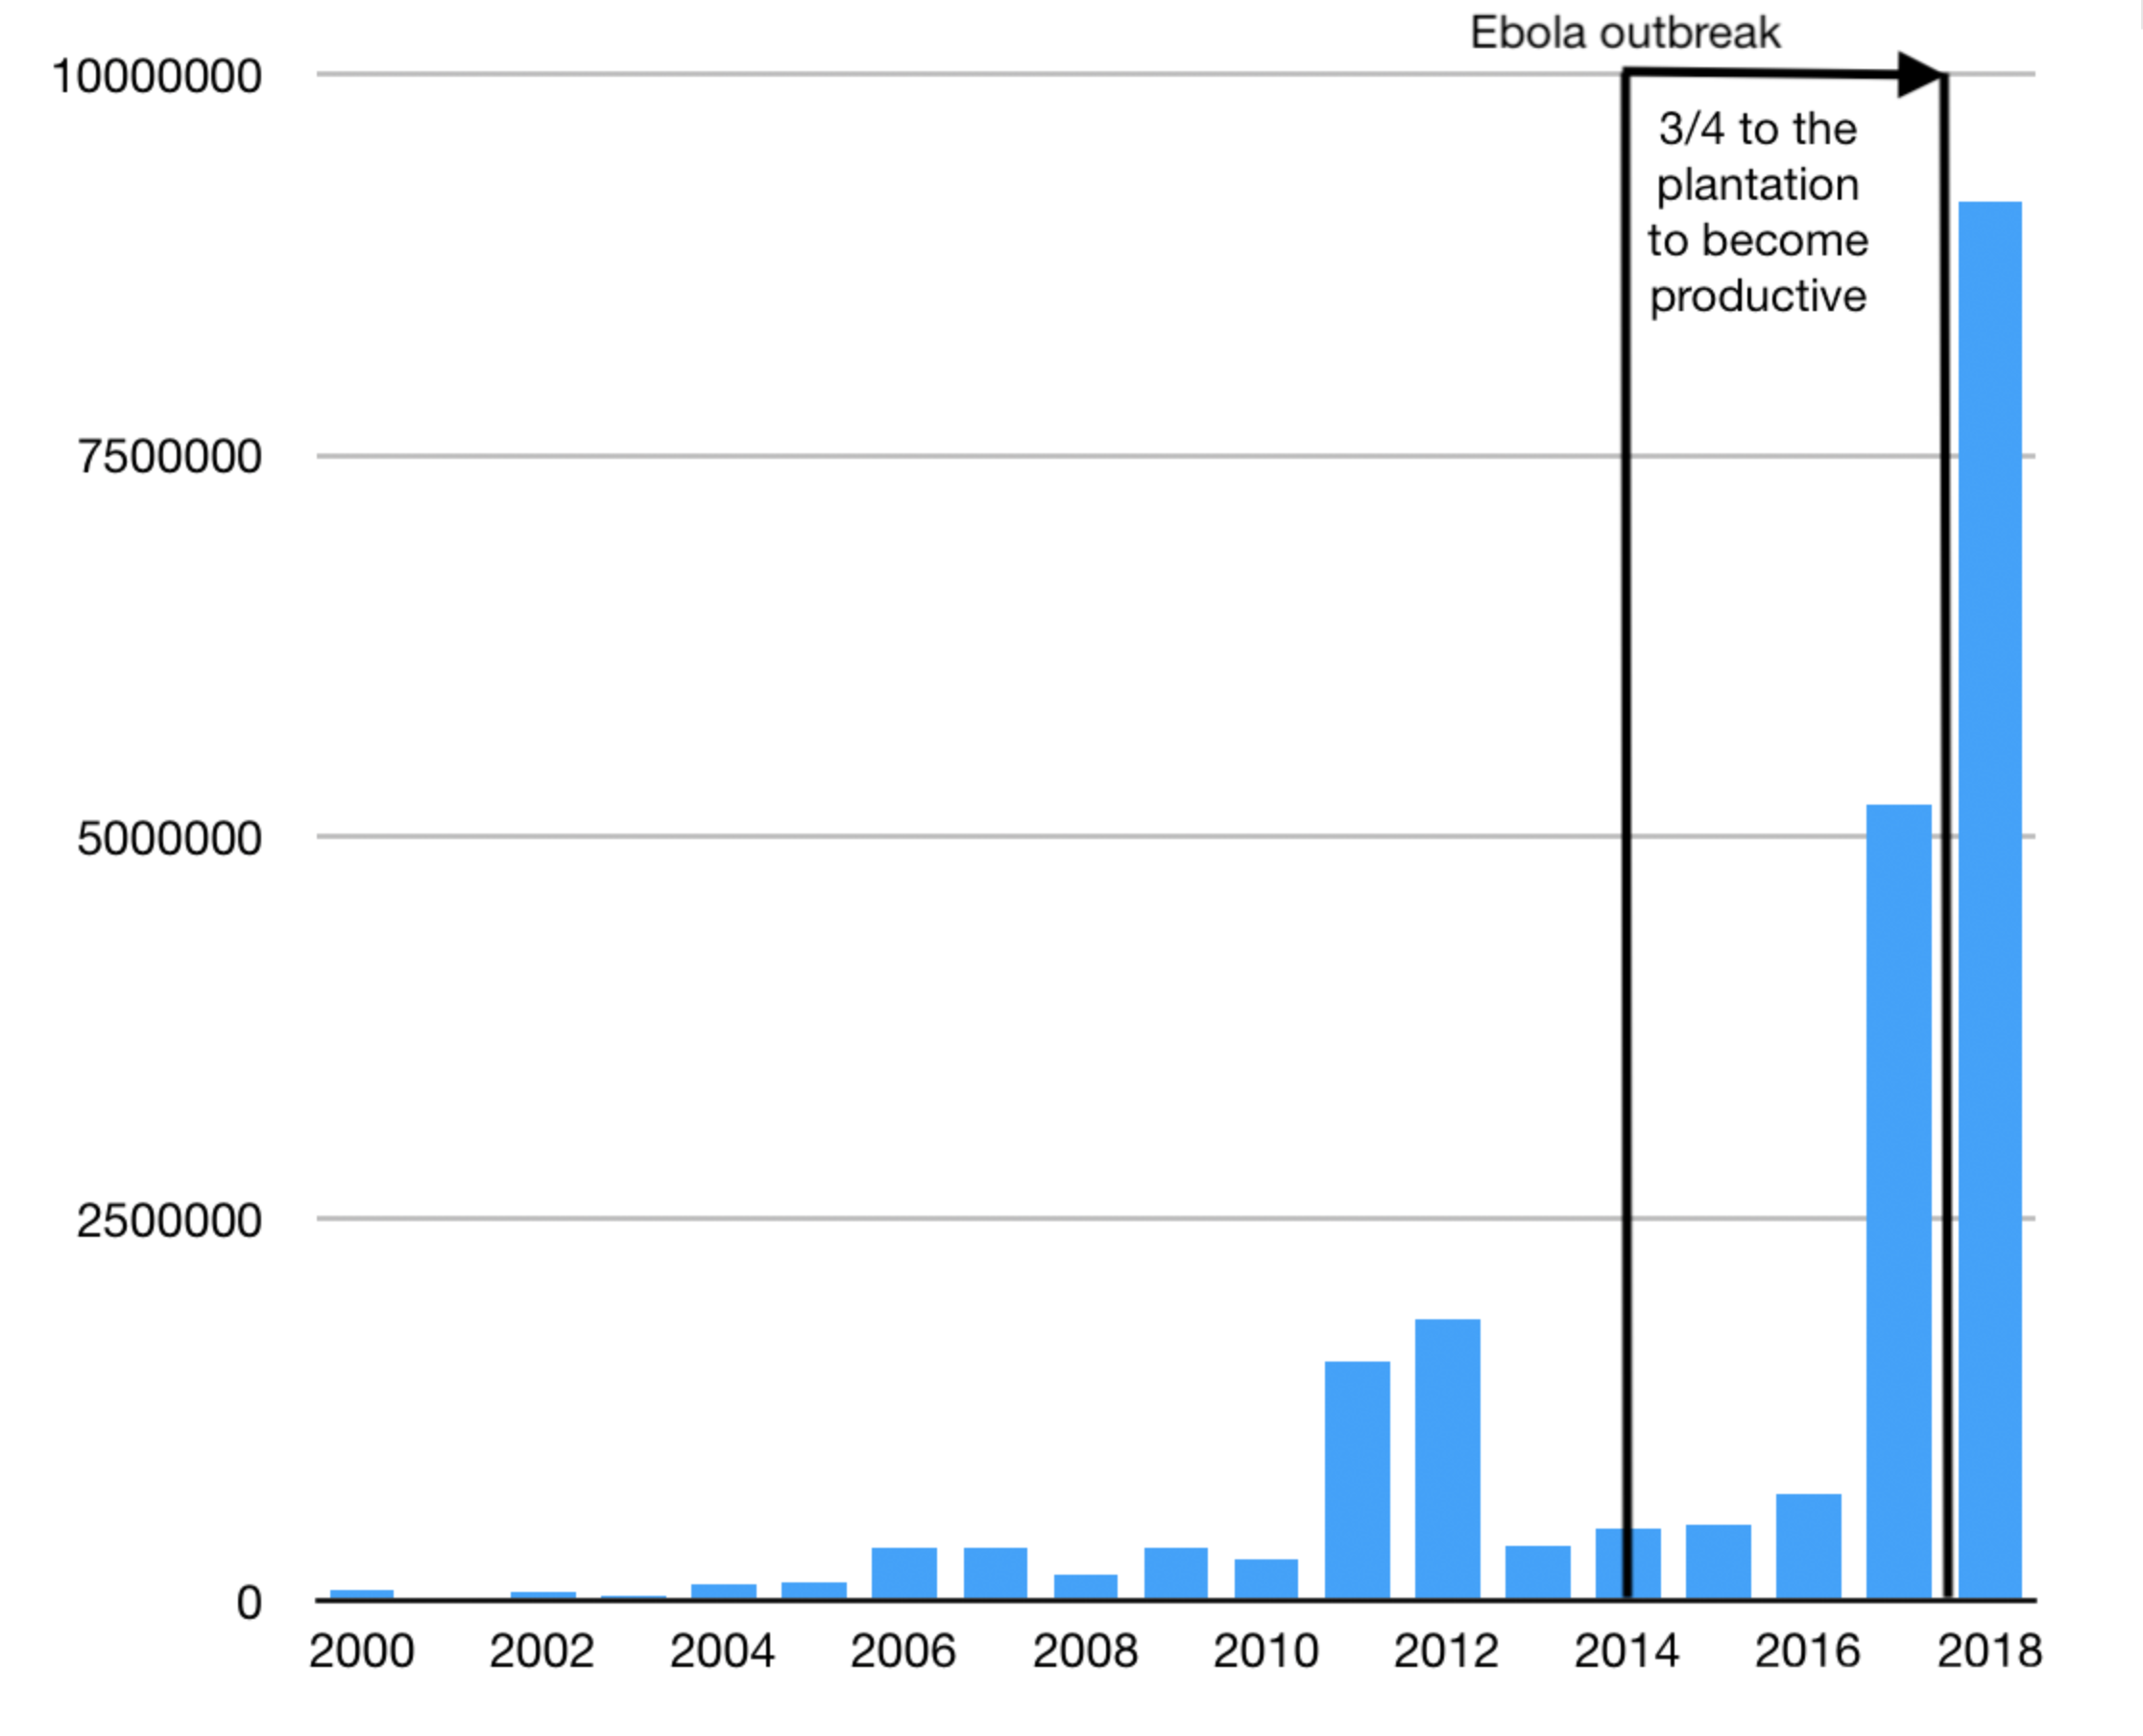 Ebola outbreak
10000000
3/4 to the
plantation
to become
productive
7500000
5000000
2500000
0
2000 2002 2004 2006 2008 2010 2012 2014 2016 2018